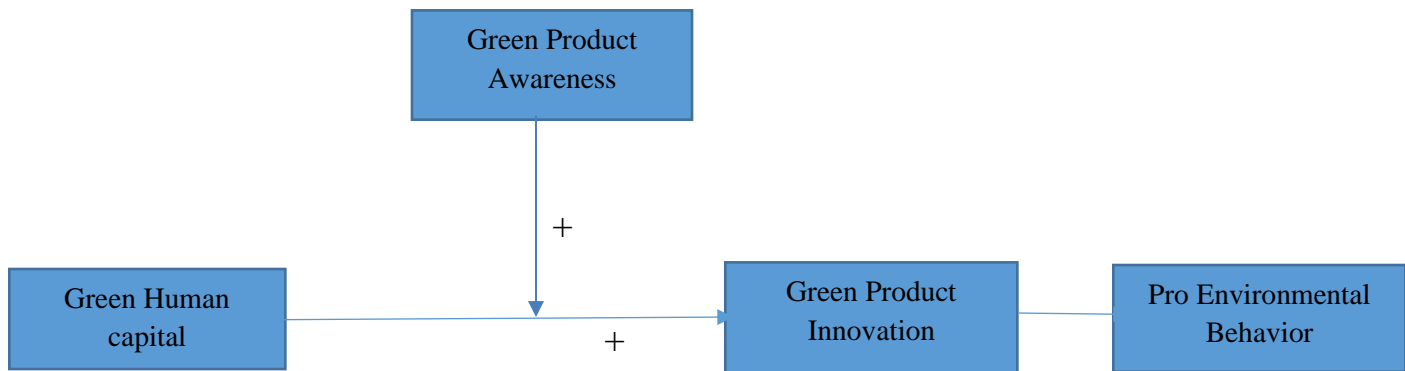 Green Product
Awareness
+
Green Human
capital
+
Green Product
Innovation
Pro Environmental
Behavior